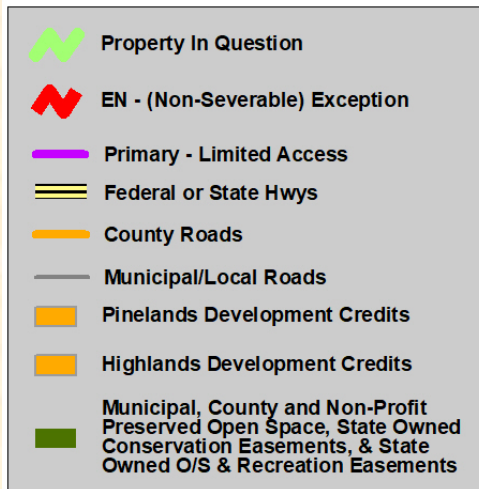 Property In Question
EN - (Non-Severable) Exception
Primary - Limited Access
Federal or State Hwys
County Roads
Municipal/Local Roads
Pinelands Development Credits
Highlands Development Credits
Municipal, County and Non-Profit
Preserved Open Space, State Owned
Conservation Easements, & State
Owned O/S & Recreation Easements